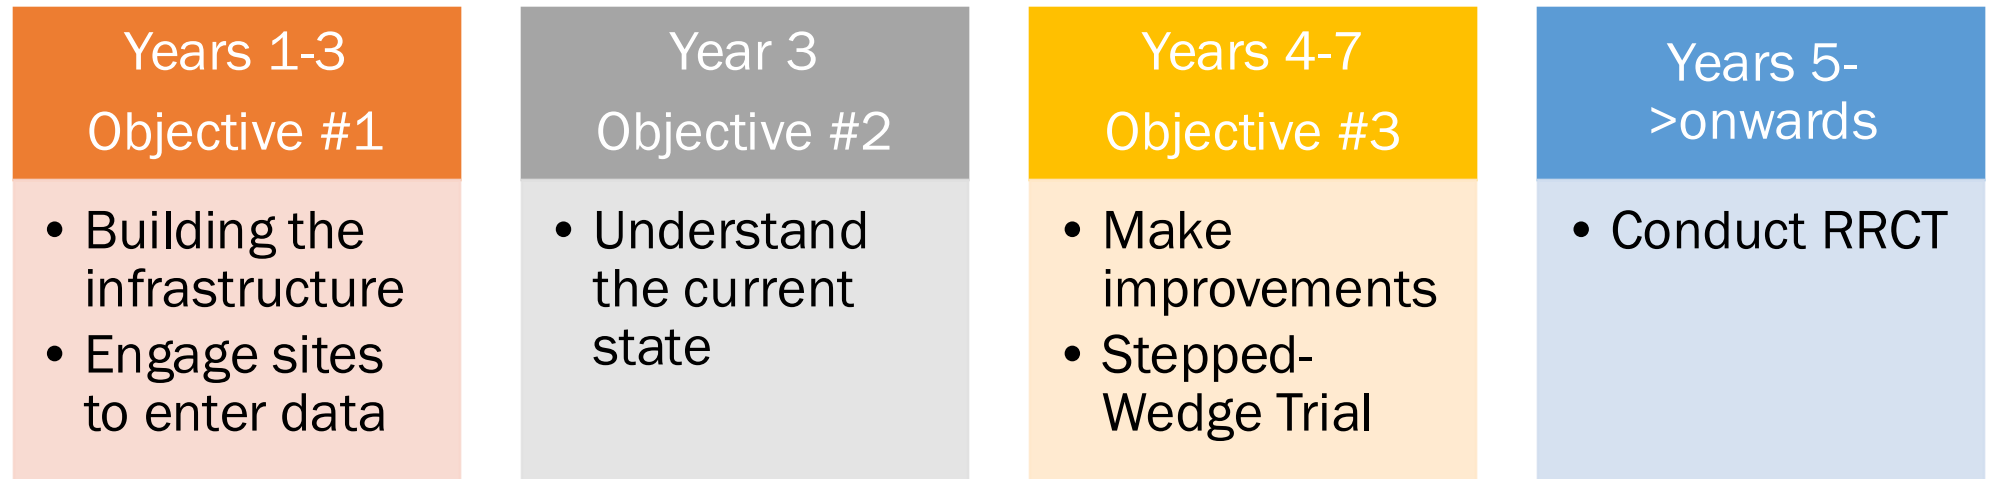 Years 1-3
Objective #1
• Building the
infrastructure
• Engage sites
to enter data
Year 3
Objective #2
• Understand
the current
state
Years 4-7
Objective #3
• Make
improvements
• Stepped-
Wedge Trial
Years 5-
>onwards
• Conduct RRCT